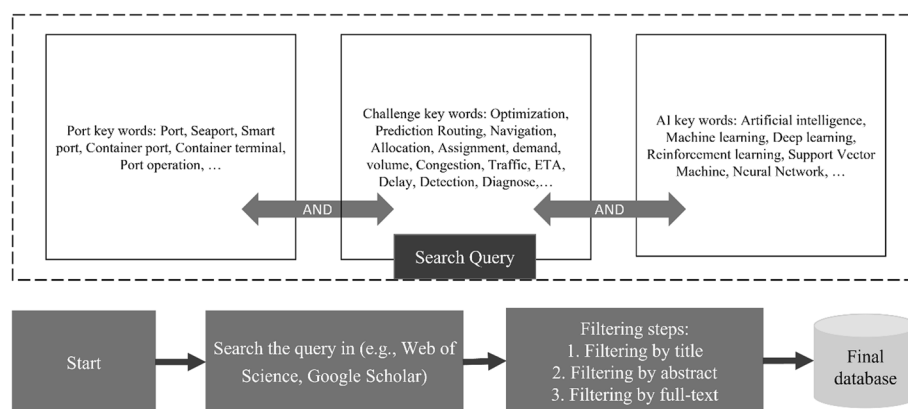 Port key words: Port, Seaport, Smart
port, Container port, Container terminal,
Port operation, …
Challenge key words: Optimization,
Prediction Routing, Navigation,
Allocation, Assignment, demand,
volume, Congestion, Traffic, ETA,
Delay, Detection, Diagnose,…
AI key words: Artificial intelligence,
Machine learning, Deep learning,
Reinforcement learning, Support Vector
Machine, Neural Network, …
AND
AND
Search Query
Start
Search the query in (e.g., Web of
Science, Google Scholar)
Filtering steps:
1. Filtering by title
2. Filtering by abstract
3. Filtering by full-text
Final
database